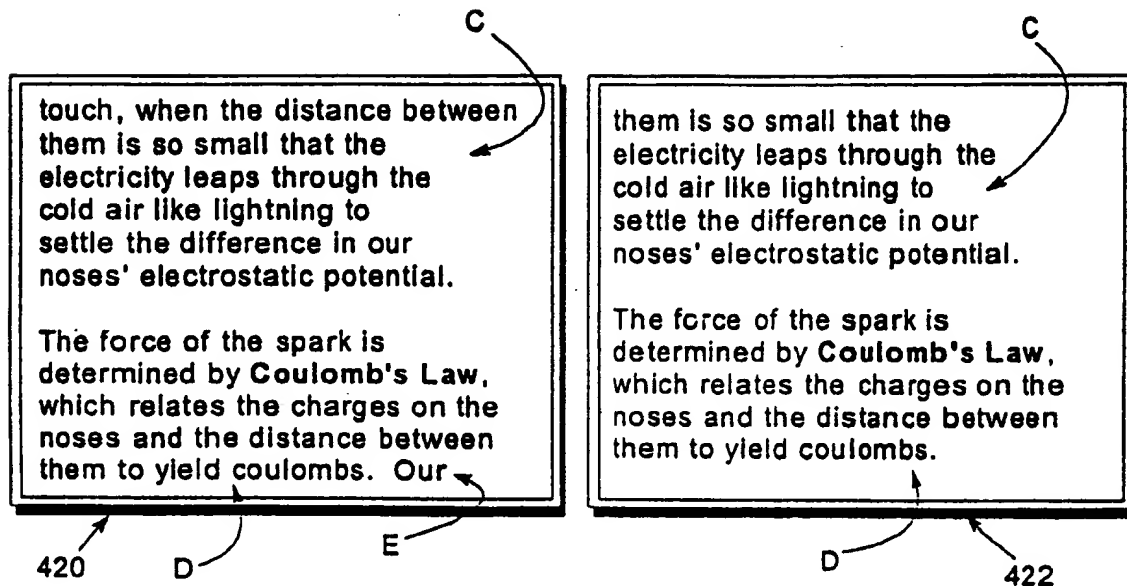 C
touch, when the distance between
them is so small that the
electricity leaps through the
cold air like lightning to
settle the difference in our
noses' electrostatic potential.
The force of the spark is
determined by Coulomb's Law,
which relates the charges on the
noses and the distance between
them to yield coulombs. Our
420
D
E
C
them is so small that the
electricity leaps through the
cold air like lightning to
settle the difference in our
noses' electrostatic potential.
The force of the spark is
determined by Coulomb's Law,
which relates the charges on the
noses and the distance between
them to yield coulombs.
D
422